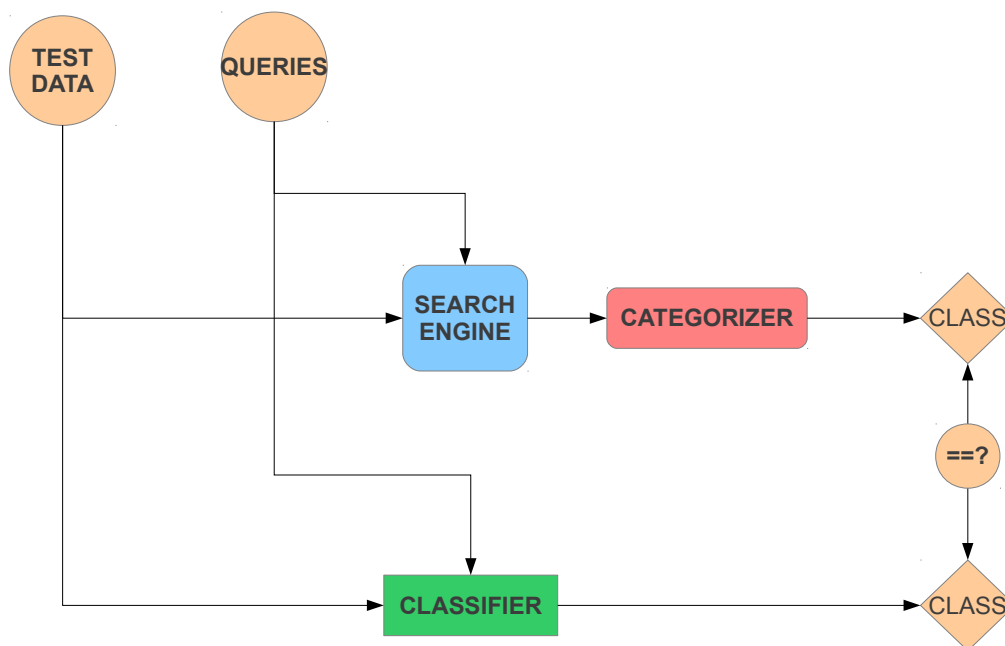 TEST
DATA
QUERIES
SEARCH
ENGINE
CATEGORIZER
CLASS
==?
CLASSIFIER
CLASS